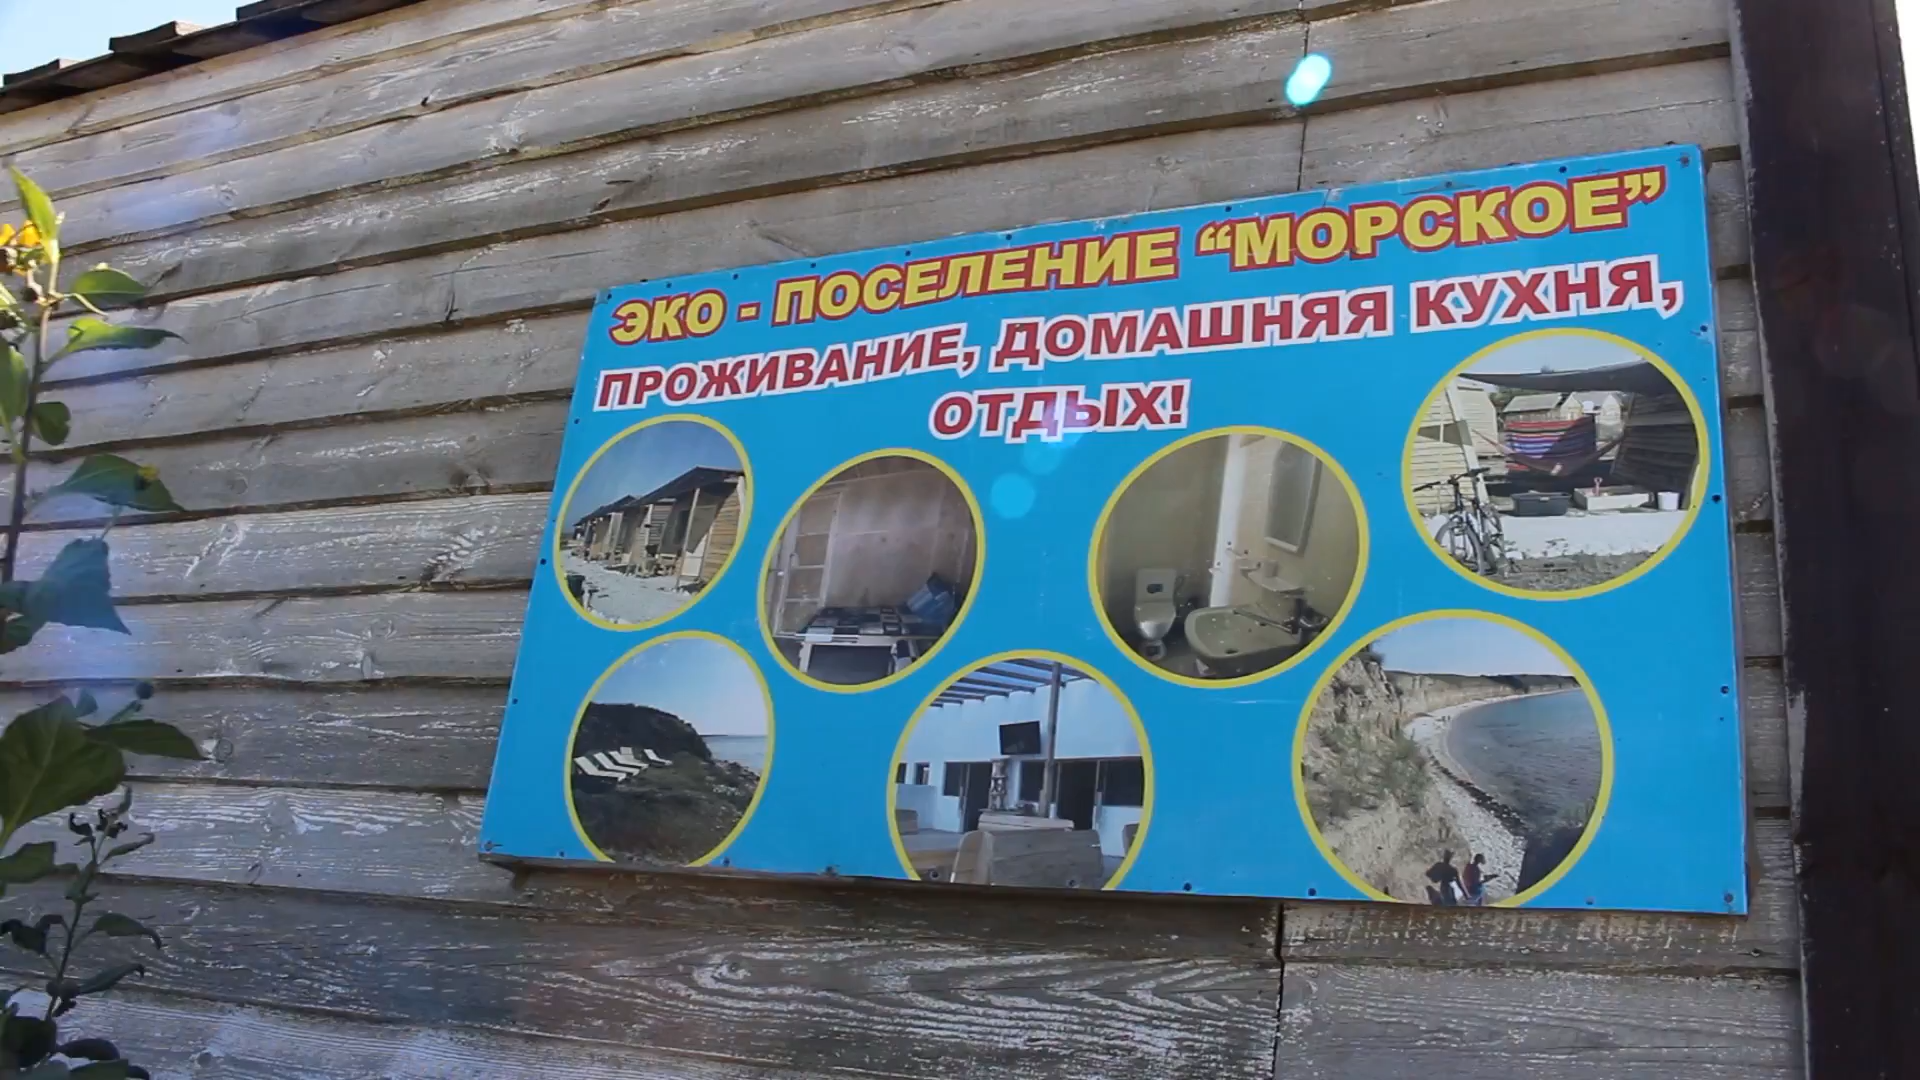 ЭКО - ПОСЕЛЕНИЕ “МОРСКОЕ”
ПРОЖИВАНИЕ, ДОМАШНЯЯ КУХНЯ,
ОТДЫХ!